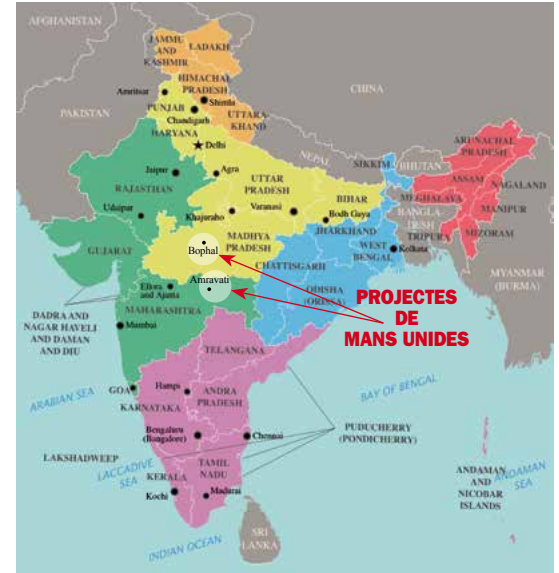 AFGHANISTAN
JAMMU
AND
KASHMIR
LADAKH
CHINA
HIMACHAL
PRADESH
Amritsar
Shimla
PAKISTAN
PUNJAB
Chandigarh
UTTARA-
KHAND
HARYANA
Delhi
NEPAL
SIKKIM
BHUTAN
ARUNACHAL
PRADESH
ASSAM
NAGALAND
Jaipur
Agra
RAJASTHAN
UTTAR
PRADESH
BIHAR
MEGHALAYA
MANIPUR
Udaipur
Khajuraho
Varanasi
Bodh Gaya
BANGLA-
DESH
TRIPURA
MIZORAM
JHARKHAND
GUJARAT
MADHYA
PRADESH
Bophal
WEST
BENGAL
Kolkata
CHATTISGARH
MYANMAR
(BURMA)
Amravati
Ellora
and Ajanta
ODISHA
(ORISSA)
PROJECTES
DE
MANS UNIDES
DADRA AND
NAGAR HAVELI
AND DAMAN
AND DIU
MAHARASHTRA
Mumbai
TELANGANA
ARABIAN SEA
GOA
Hampi
ANDRA
PRADESH
BAY OF BENGAL
KARNATAKA
Bengaluru
(Bangalore)
Chennai
PUDUCHERRY
(PONDICHERRY)
LAKSHADWEEP
LACCADIVE
SEA
TAMIL
NADU
KERALA
Kochi
Madurai
ANDAMAN
AND
NICOBAR
ISLANDS
ANDAMAN
SEA
SRI
LANKA
INDIAN OCEAN